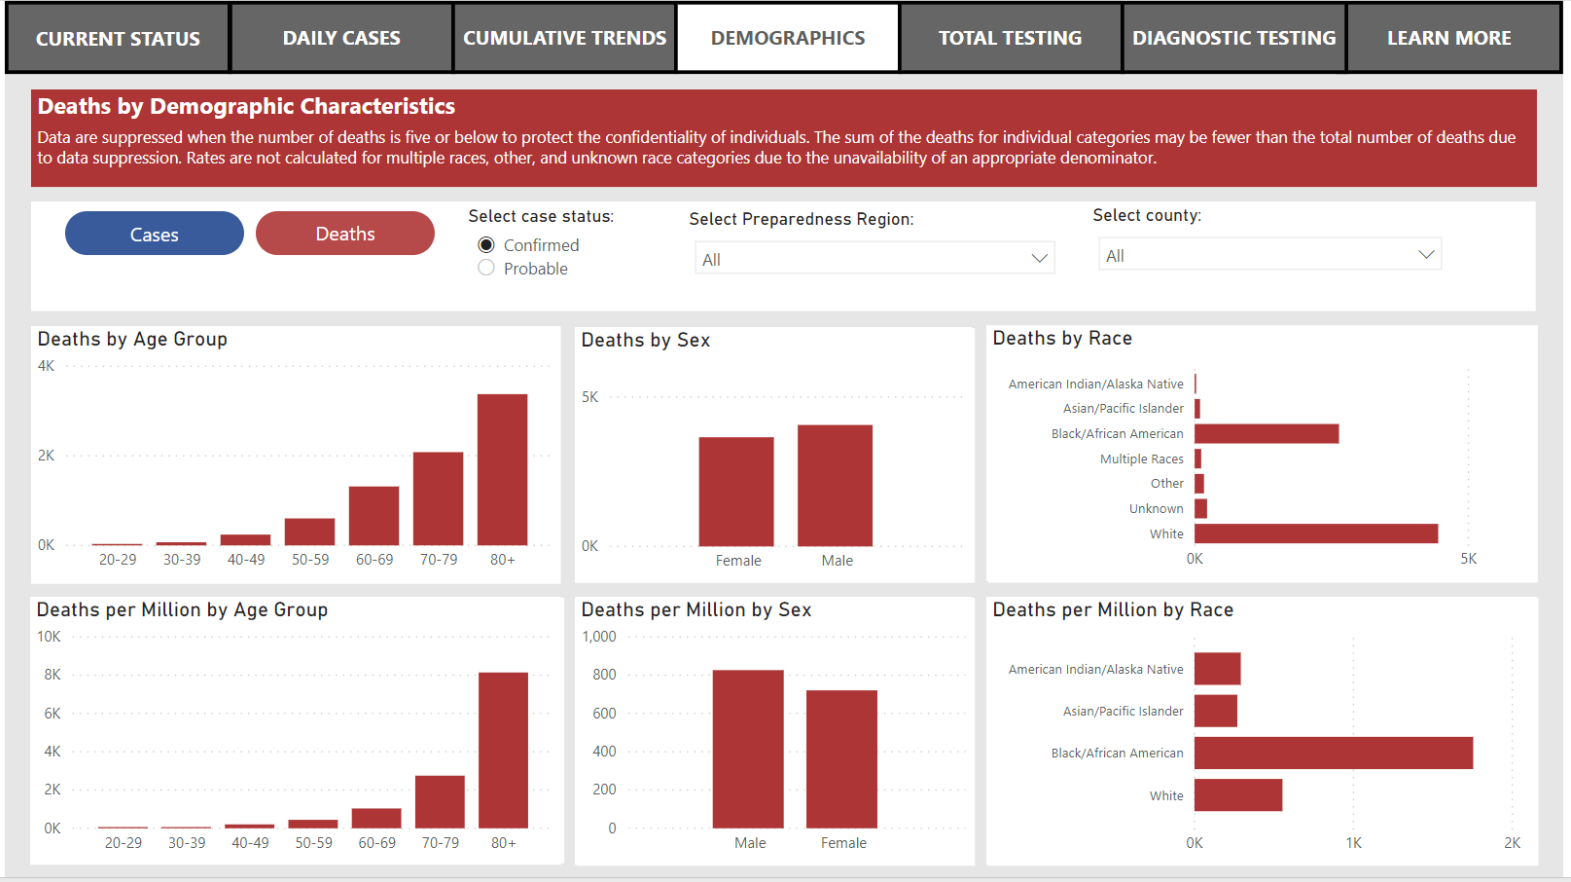 CURRENT STATUS
DAILY CASES
CUMULATIVE TRENDS
DEMOGRAPHICS
TOTAL TESTING
DIAGNOSTIC TESTING
LEARN MORE
Deaths by Demographic Characteristics
Data are suppressed when the number of deaths is five or below to protect the confidentiality of individuals. The sum of the deaths for individual categories may be fewer than the total number of deaths due
to data suppression. Rates are not calculated for multiple races, other, and unknown race categories due to the unavailability of an appropriate denominator.
Cases
Deaths
Select case status:
Confirmed
Probable
Select Preparedness Region:
All
Select county:
All
Deaths by Age Group
4K
2K
0K
20-29 30-39 40-49 50-59 60-69 70-79 80+
Deaths by Sex
5K
0K
Female Male
Deaths by Race
American Indian/Alaska Native
Asian/Pacific Islander
Black/African American
Multiple Races
Other
Unknown
White
0K 5K
Deaths per Million by Age Group
10K
8K
6K
4K
2K
0K
20-29 30-39 40-49 50-59 60-69 70-79 80+
Deaths per Million by Sex
1,000
800
600
400
200
0
Male Female
Deaths per Million by Race
American Indian/Alaska Native
Asian/Pacific Islander
Black/African American
White
0K 1K 2K